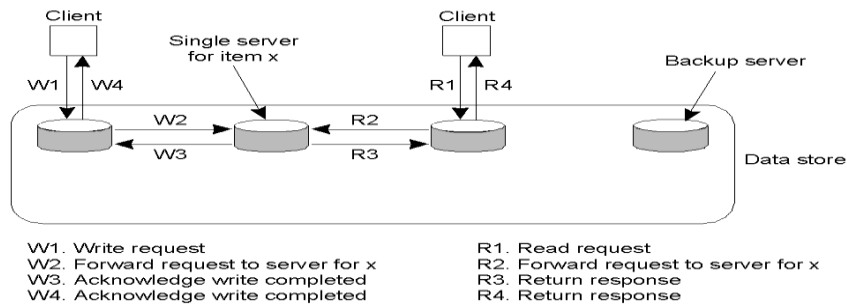 Client
Client
Single server
for item x
Backup server
W1
W4
R1
R4
W2
R2
W3
R3
Data store
W1. Write request
W2. Forward request to server for x
W3. Acknowledge write completed
W4. Acknowledge write completed
R1. Read request
R2. Forward request to server for x
R3. Return response
R4. Return response